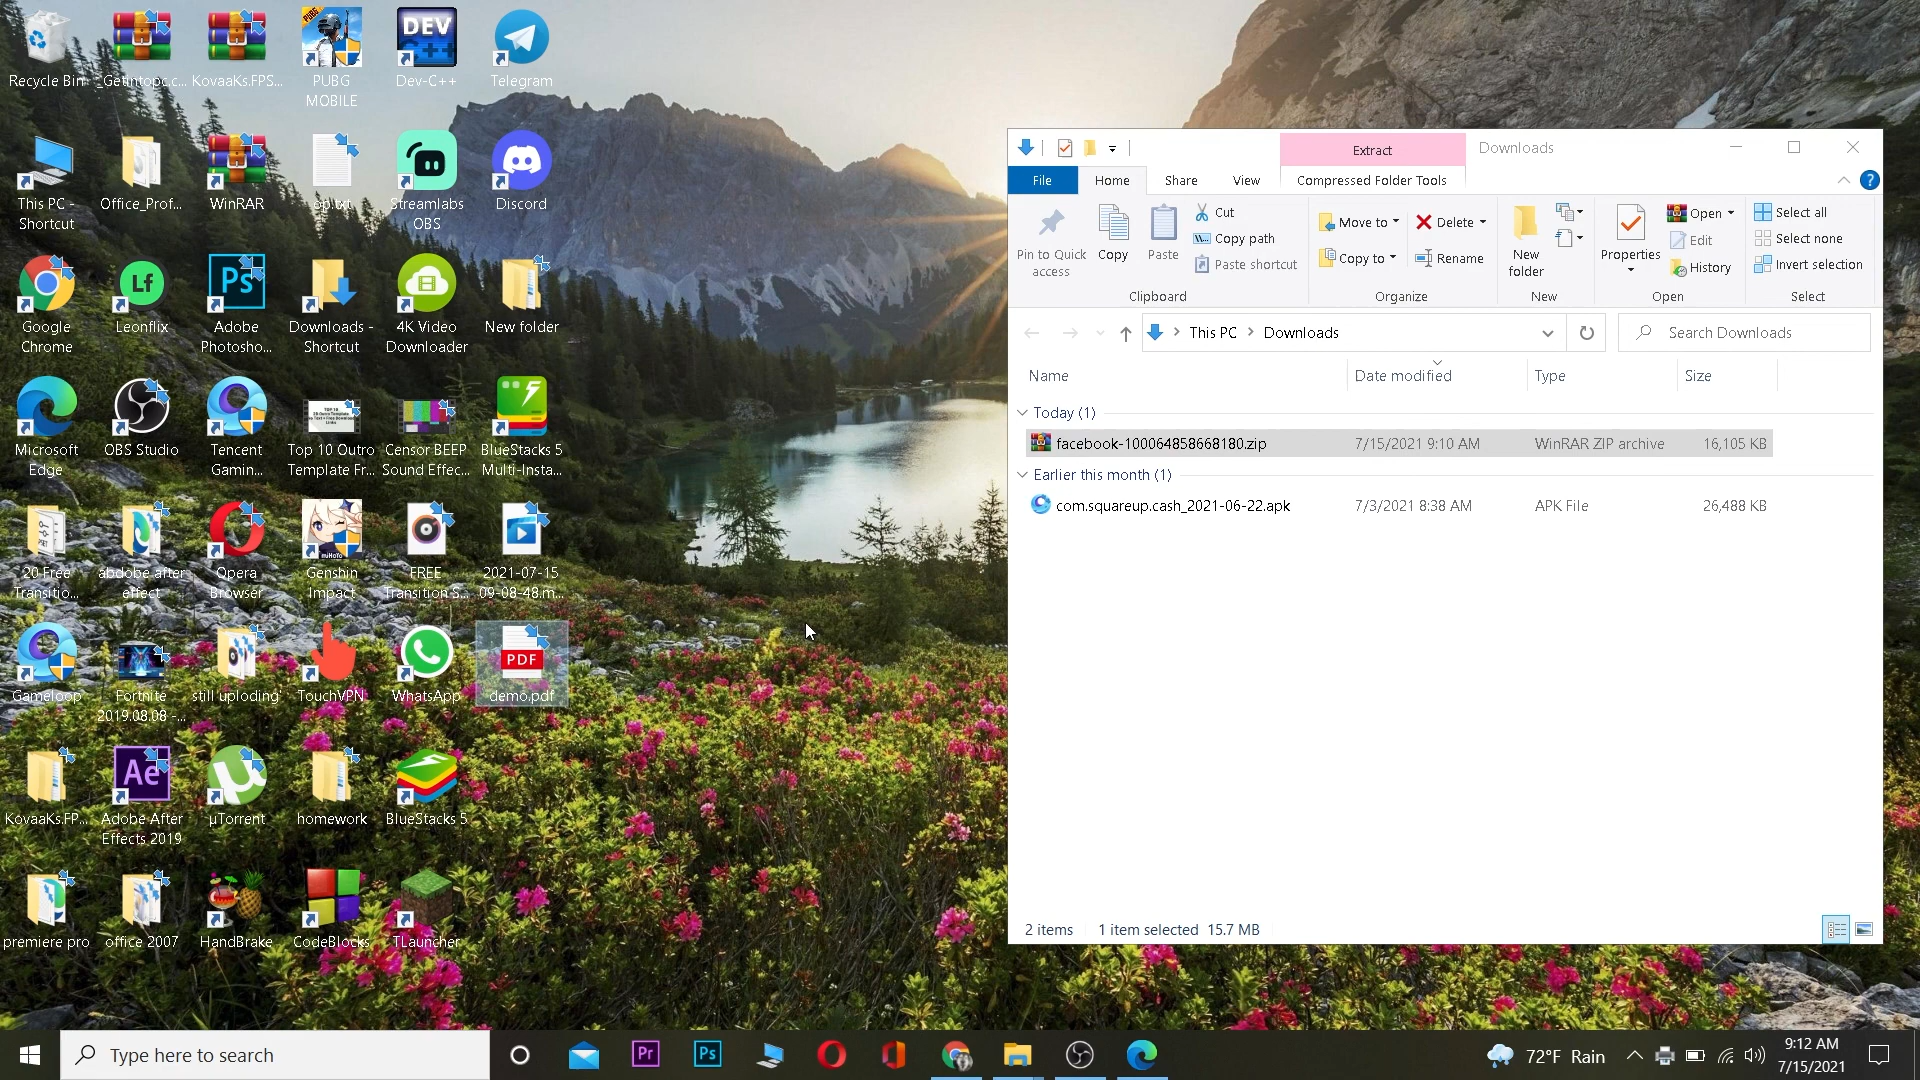 Recycle Bin
_Getintopc.c...
KovaaKs.FPS...
PUBG
MOBILE
Dev-C++
Telegram
This PC -
Shortcut
Office_Prof...
WinRAR
op.txt
Streamlabs
OBS
Discord
Google
Chrome
Leonflix
Adobe
Photosho...
Downloads -
Shortcut
4K Video
Downloader
New folder
Microsoft
Edge
OBS Studio
Tencent
Gamin...
Top 10 Outro
Template Fr...
Censor BEEP
Sound Effec...
BlueStacks 5
Multi-Insta...
20 Free
Transitio...
abdobe after
effect
Opera
Browser
Genshin
Impact
FREE
Transition S...
2021-07-15
09-08-48.m...
Gameloop
Fortnite
2019.08.08 -...
still uploding'
TouchVPN
WhatsApp
PDF
demo.pdf
KovaaKs.FP...
Adobe After
Effects 2019
µTorrent
homework
BlueStacks 5
premiere pro
office 2007
HandBrake
CodeBlocks
TLauncher
Extract
Downloads
File
Home
Share
View
Compressed Folder Tools
Pin to Quick
access
Copy
Paste
Cut
Copy path
Paste shortcut
Clipboard
Move to
Copy to
Delete
Rename
Organize
New
folder
New
Properties
Open
Edit
History
Open
Select all
Select none
Invert selection
Select
This PC > Downloads
Search Downloads
Name
Date modified
Type
Size
Today (1)
facebook-100064858668180.zip 7/15/2021 9:10 AM WinRAR ZIP archive 16,105 KB
Earlier this month (1)
com.squareup.cash_2021-06-22.apk 7/3/2021 8:38 AM APK File 26,488 KB
2 items 1 item selected 15.7 MB
Type here to search
72°F Rain
9:12 AM
7/15/2021